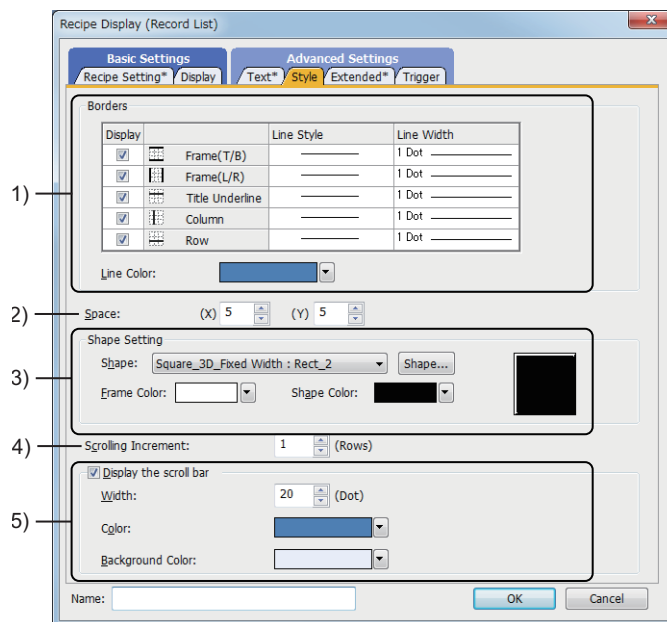 Recipe Display (Record List)
Basic Settings
Advanced Settings
Recipe Setting* Display Text* Style Extended* Trigger
1)
Borders
Display Line Style Line Width
Frame(T/B) 1 Dot
Frame(L/R) 1 Dot
Title Underline 1 Dot
Column 1 Dot
Row 1 Dot
Line Color:
2) Space: (X) 5 (Y) 5
3)
Shape Setting
Shape: Square_3D_Fixed Width : Rect_2 Shape...
Frame Color: Shape Color:
4) Scrolling Increment: 1 (Rows)
5)
Display the scroll bar
Width: 20 (Dot)
Color:
Background Color:
Name: OK Cancel